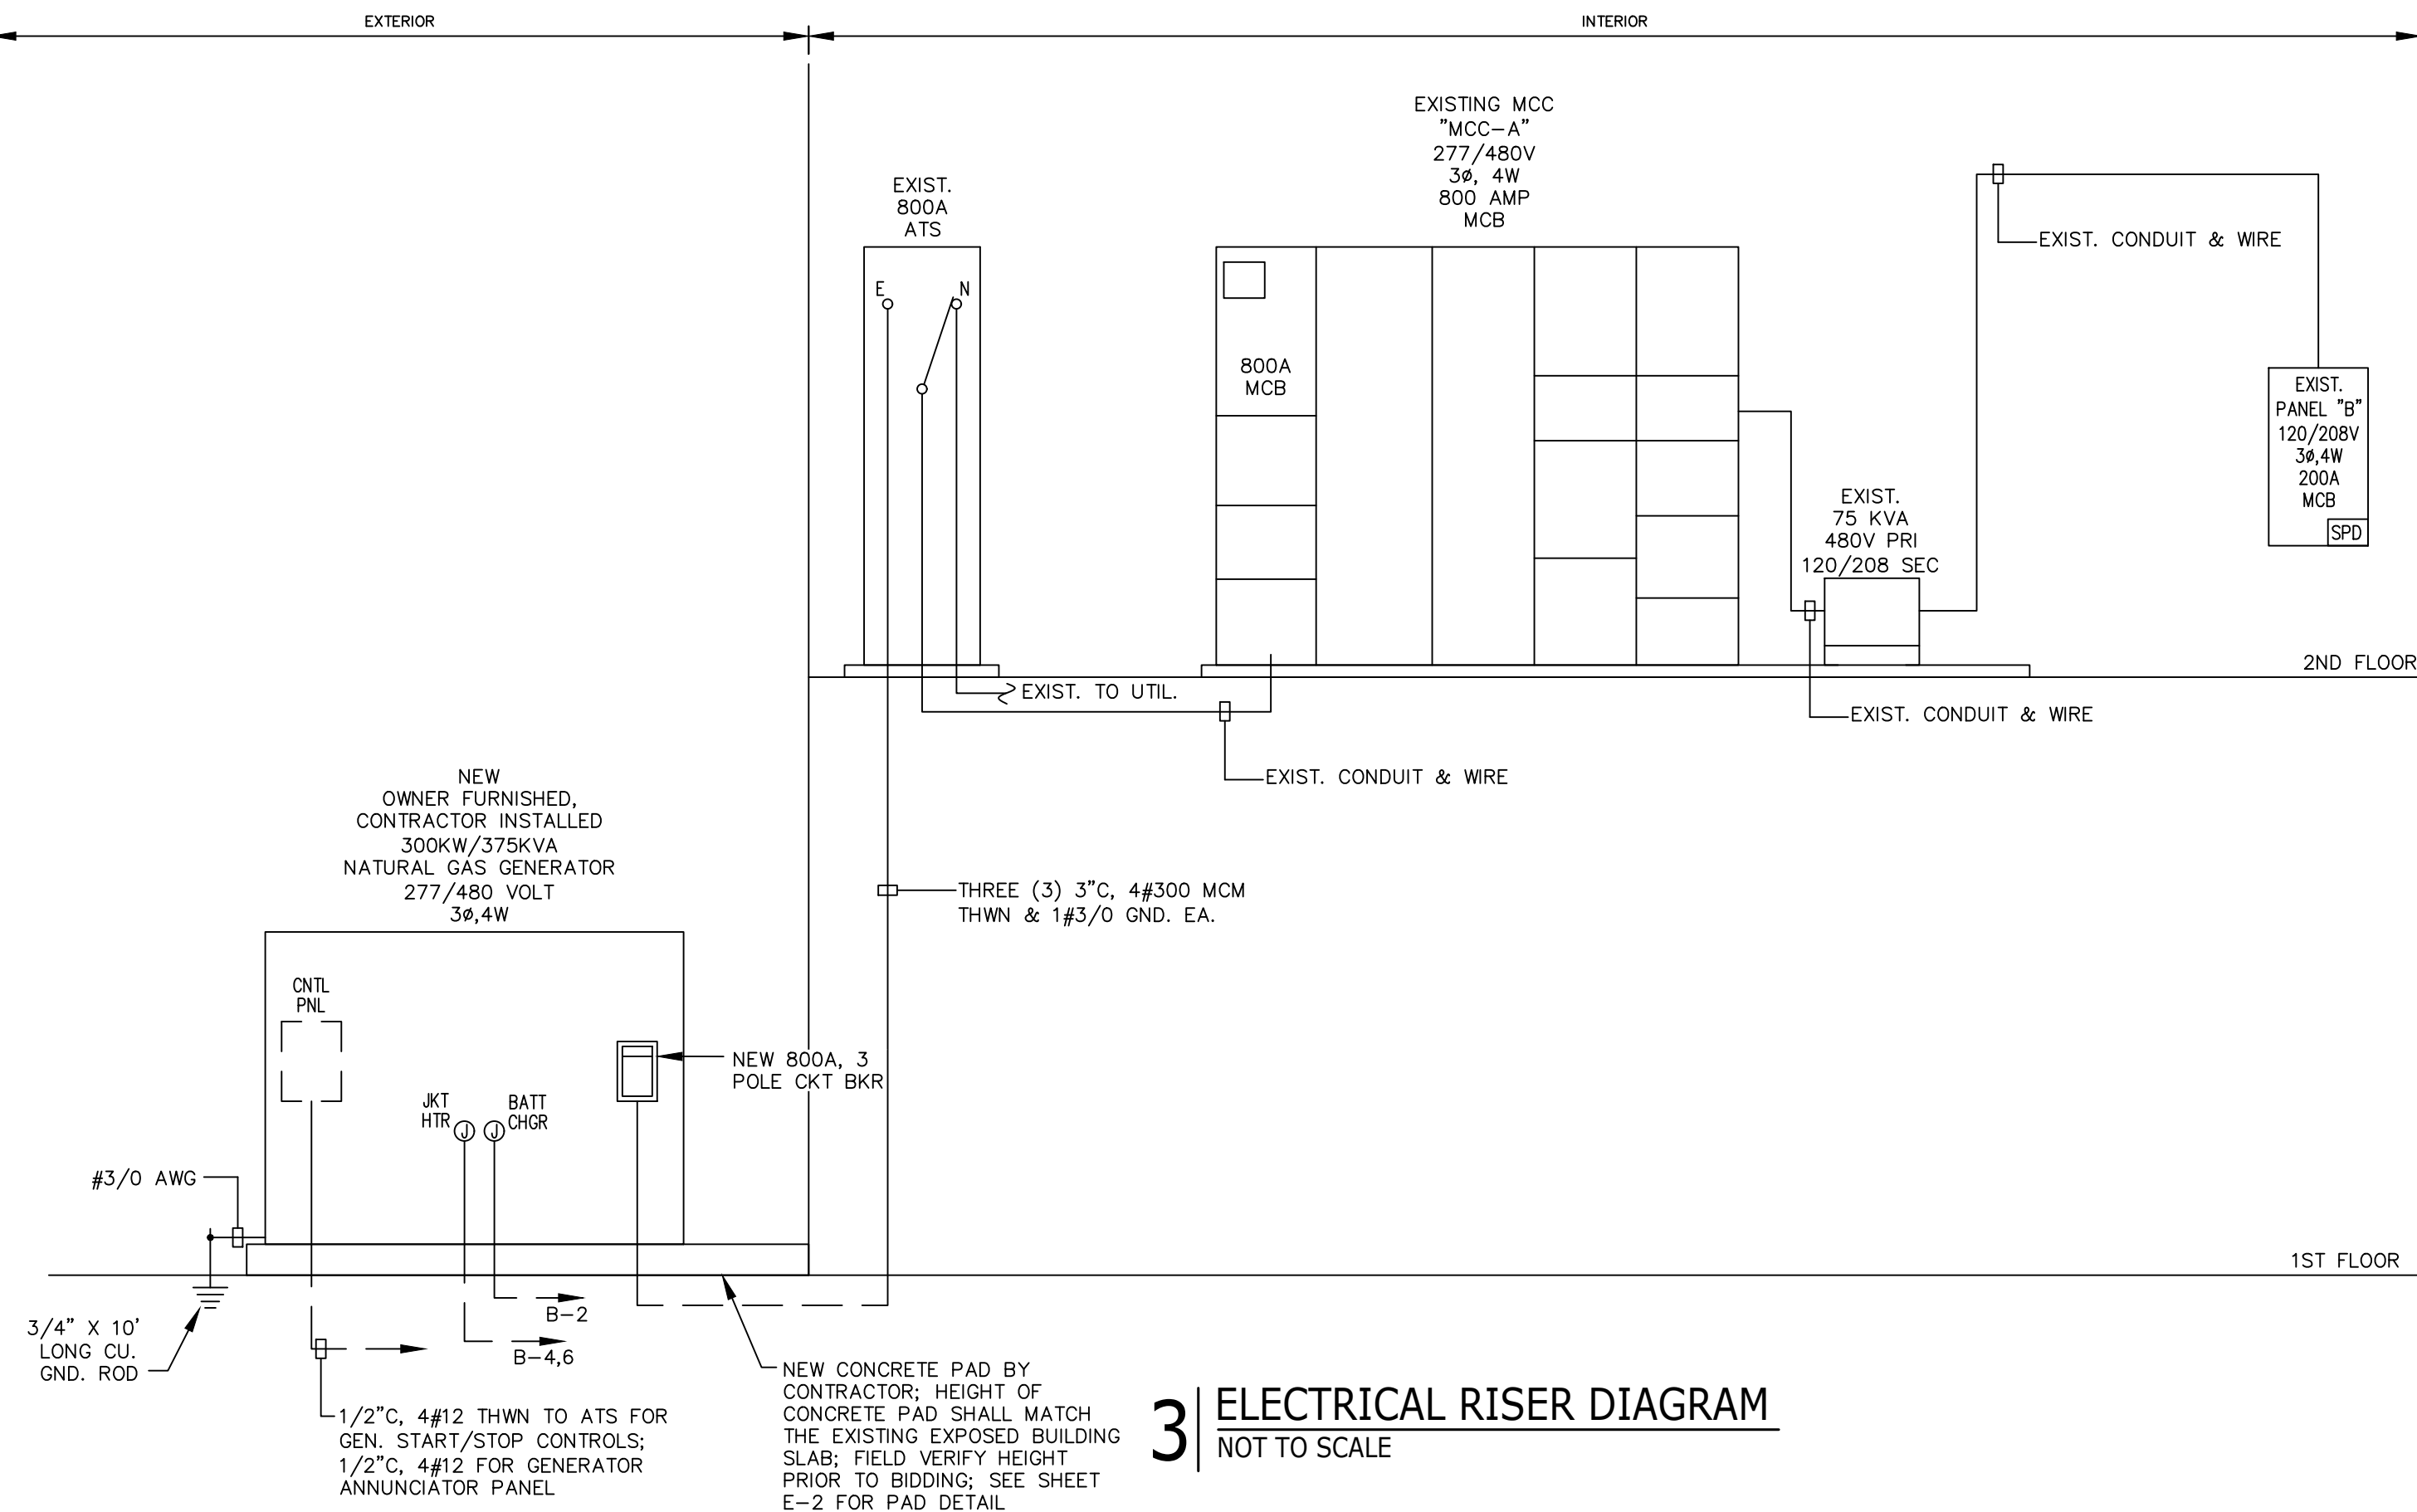 EXTERIOR
INTERIOR
EXISTING MCC
"MCC-A"
277/480V
3ø, 4W
800 AMP
MCB
EXIST.
800A
ATS
E
N
800A
MCB
EXIST. CONDUIT & WIRE
EXIST.
PANEL "B"
120/208V
3ø,4W
200A
MCB
SPD
EXIST.
75 KVA
480V PRI
120/208 SEC
2ND FLOOR
EXIST. TO UTIL.
EXIST. CONDUIT & WIRE
EXIST. CONDUIT & WIRE
NEW
OWNER FURNISHED,
CONTRACTOR INSTALLED
300KW/375KVA
NATURAL GAS GENERATOR
277/480 VOLT
3ø,4W
THREE (3) 3"C, 4#300 MCM
THWN & 1#3/0 GND. EA.
CNTL
PNL
NEW 800A, 3
POLE CKT BKR
JKT
HTR
J
J
BATT
CHGR
#3/0 AWG
1ST FLOOR
B-2
B-4,6
3/4" X 10'
LONG CU.
GND. ROD
1/2"C, 4#12 THWN TO ATS FOR
GEN. START/STOP CONTROLS;
1/2"C, 4#12 FOR GENERATOR
ANNUNCIATOR PANEL
NEW CONCRETE PAD BY
CONTRACTOR; HEIGHT OF
CONCRETE PAD SHALL MATCH
THE EXISTING EXPOSED BUILDING
SLAB; FIELD VERIFY HEIGHT
PRIOR TO BIDDING; SEE SHEET
E-2 FOR PAD DETAIL
3
ELECTRICAL RISER DIAGRAM
NOT TO SCALE